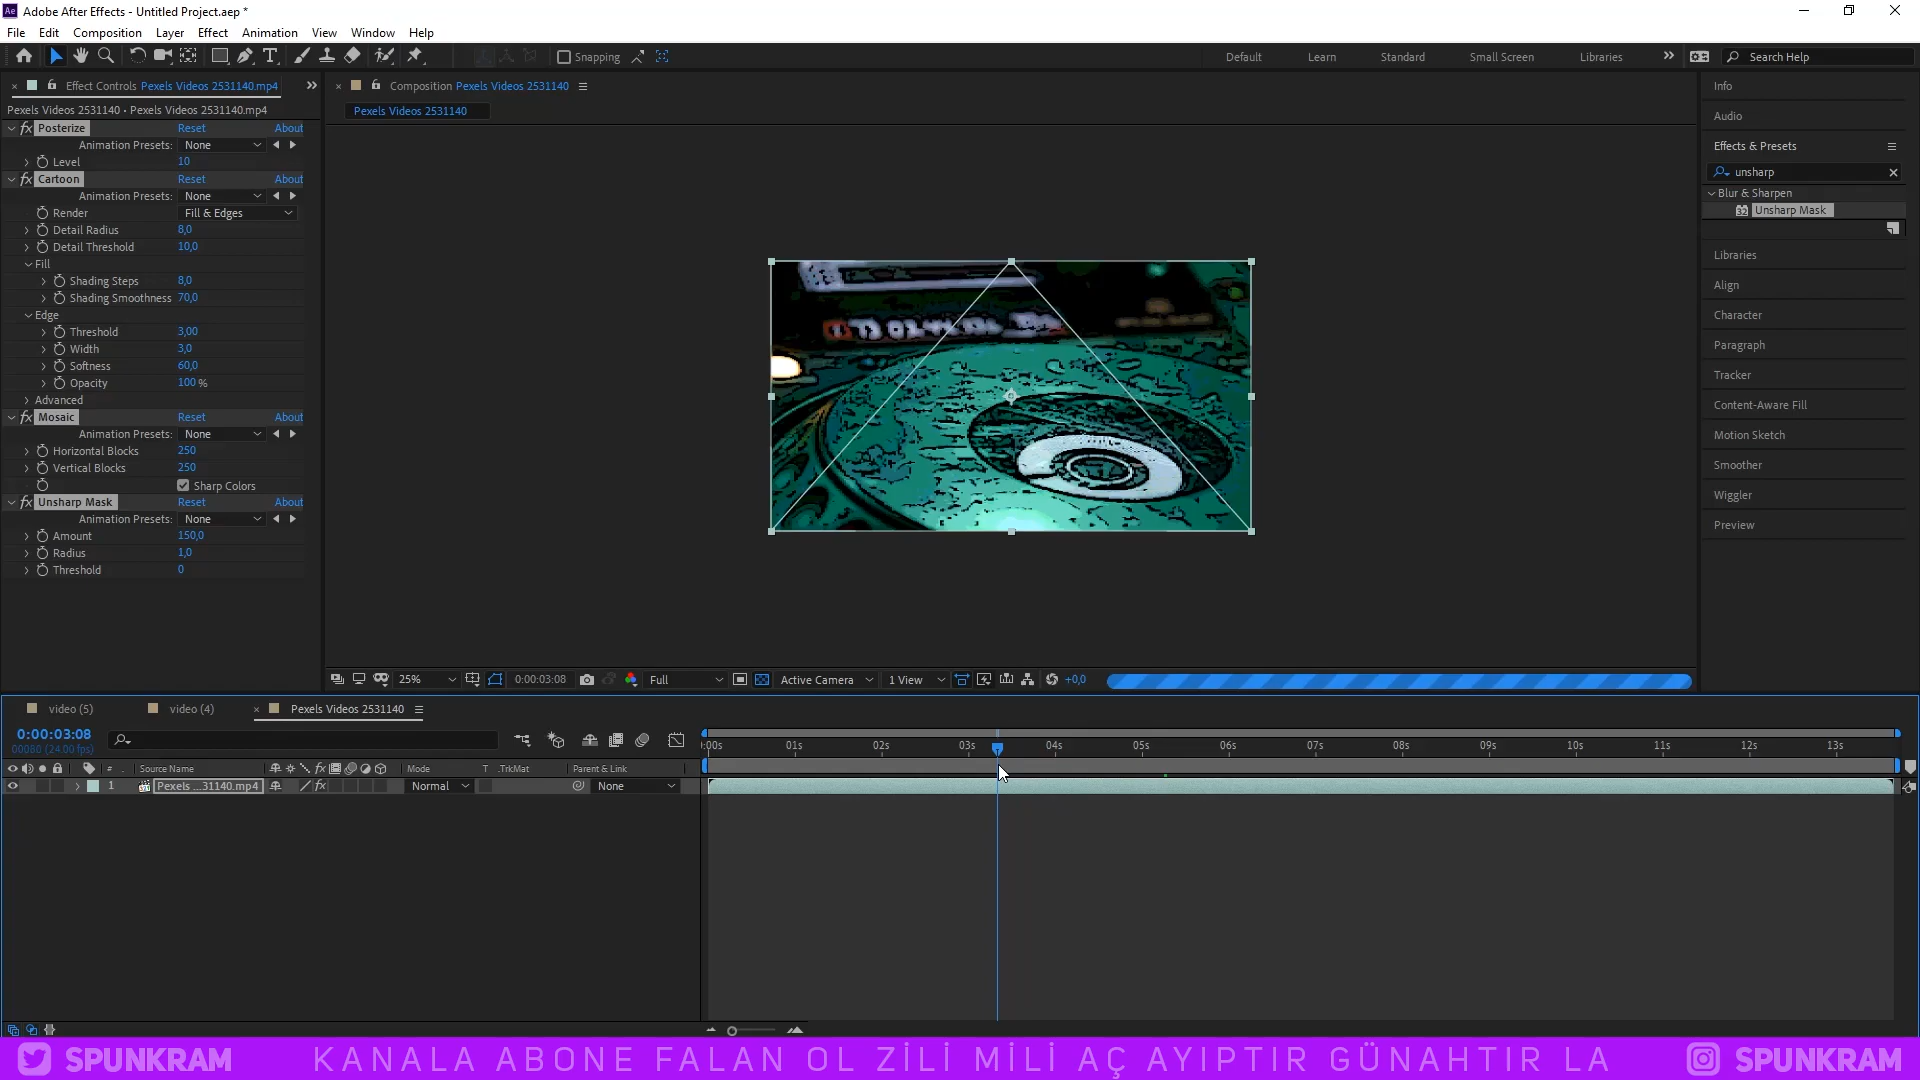 Adobe After Effects - Untitled Project.aep *
File Edit Composition Layer Effect Animation View Window Help
Snapping Default Learn Standard Small Screen Libraries Search Help
Effect Controls Pexels Videos 2531140.mp4
Pexels Videos 2531140 • Pexels Videos 2531140.mp4
fx Posterize Reset About
Animation Presets: None
Level 10
fx Cartoon Reset About
Animation Presets: None
Render Fill & Edges
Detail Radius 8,0
Detail Threshold 10,0
Fill
Shading Steps 8,0
Shading Smoothness 70,0
Edge
Threshold 3,00
Width 3,0
Softness 60,0
Opacity 100 %
Advanced
fx Mosaic Reset About
Animation Presets: None
Horizontal Blocks 250
Vertical Blocks 250
Sharp Colors
fx Unsharp Mask Reset About
Animation Presets: None
Amount 150,0
Radius 1,0
Threshold 0
Composition Pexels Videos 2531140
Pexels Videos 2531140
25% 0:00:03:08 Full Active Camera 1 View +0,0
Info
Audio
Effects & Presets
unsharp
Blur & Sharpen
32 Unsharp Mask
Libraries
Align
Character
Paragraph
Tracker
Content-Aware Fill
Motion Sketch
Smoother
Wiggler
Preview
video (5) video (4) Pexels Videos 2531140
0:00:03:08
00080 (24.00 fps)
:00s 01s 02s 03s 04s 05s 06s 07s 08s 09s 10s 11s 12s 13s
# Source Name fx Mode T .TrkMat Parent & Link
1 Pexels ...31140.mp4 fx Normal None
SPUNKRAM KANALA ABONE FALAN OL ZİLİ MİLİ AÇ AYIPTIR GÜNAHTIR LA SPUNKRAM